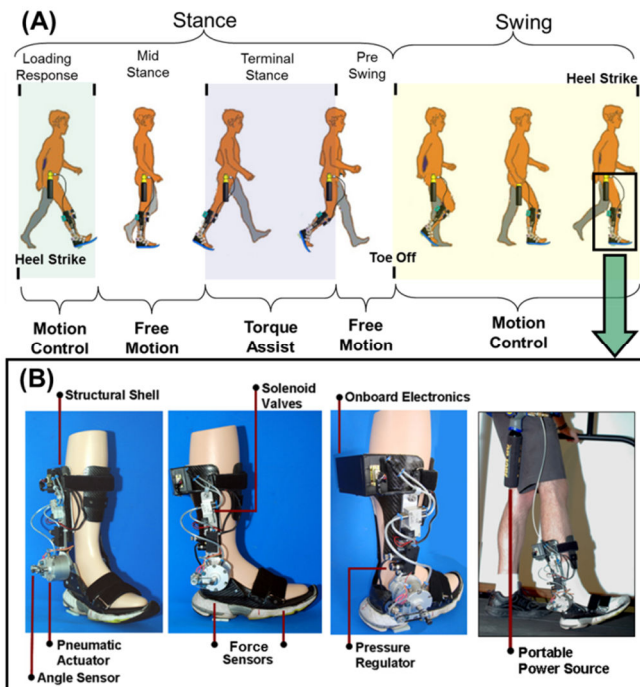 (A)
Stance
Swing
Loading
Response
Mid
Stance
Terminal
Stance
Pre
Swing
Heel Strike
Heel Strike
Toe Off
Motion
Control
Free
Motion
Torque
Assist
Free
Motion
Motion
Control
(B)
Structural Shell
Solenoid
Valves
Onboard Electronics
Pneumatic
Actuator
Angle Sensor
Force
Sensors
Pressure
Regulator
Portable
Power Source